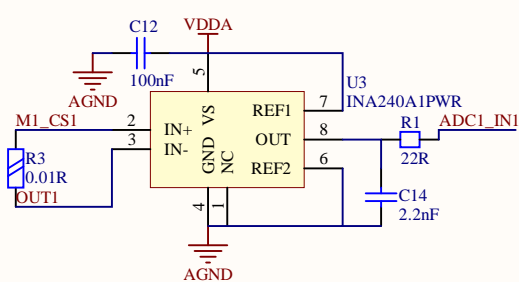 VDDA
C12
100nF
AGND
5
U3
INA240A1PWR
M1_CS1
2
IN+
VS
REF1
7
R1
ADC1_IN1
3
IN-
OUT
8
22R
R3
0.01R
GND
NC
REF2
6
OUT1
C14
2.2nF
4
1
AGND